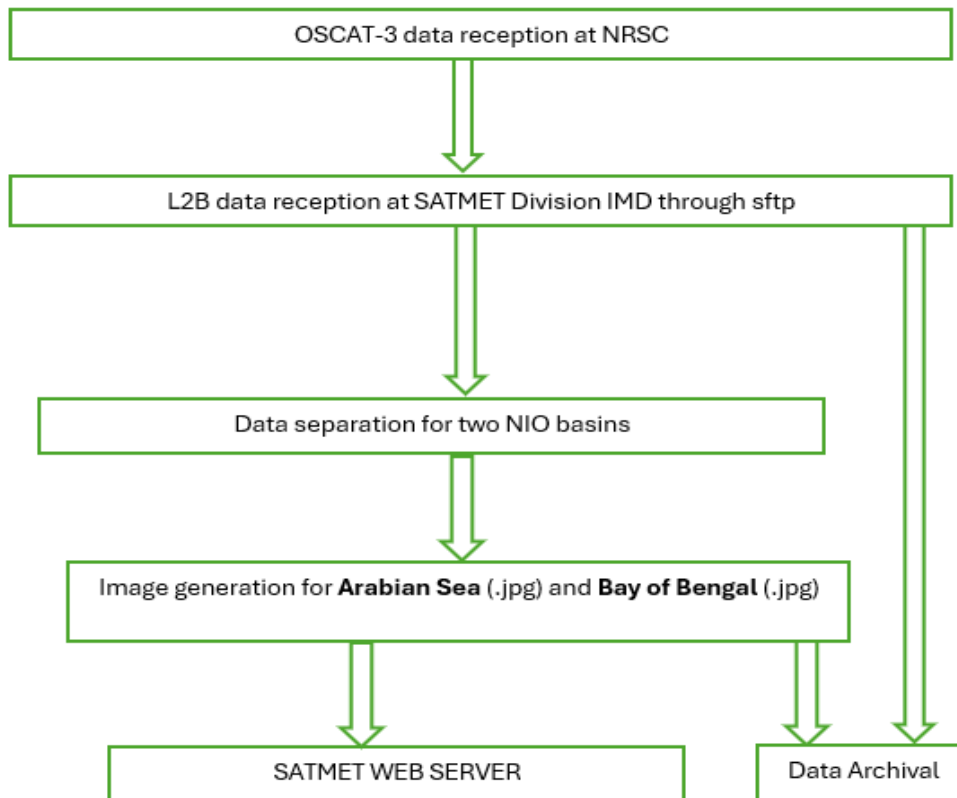 OSCAT-3 data reception at NRSC
L2B data reception at SATMET Division IMD through sftp
Data separation for two NIO basins
Image generation for Arabian Sea (.jpg) and Bay of Bengal (.jpg)
SATMET WEB SERVER
Data Archival